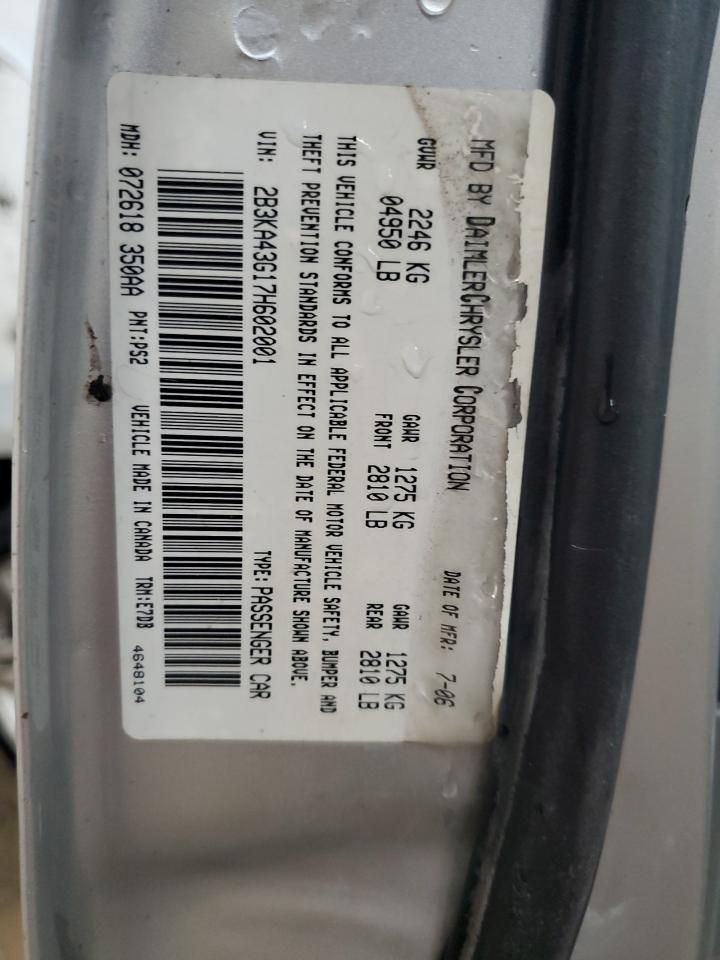 MFD BY DAIMLERCHRYSLER CORPORATION DATE OF MFR: 7-06
GVWR 2246 KG GAWR 1275 KG GAWR 1275 KG
04950 LB FRONT 2810 LB REAR 2810 LB
THIS VEHICLE CONFORMS TO ALL APPLICABLE FEDERAL MOTOR VEHICLE SAFETY, BUMPER AND
THEFT PREVENTION STANDARDS IN EFFECT ON THE DATE OF MANUFACTURE SHOWN ABOVE.
VIN: 2B3KA43G17H602001 TYPE: PASSENGER CAR
MDH: 072618 350AA PNT:PS2 VEHICLE MADE IN CANADA TRM:E7DB 4648104